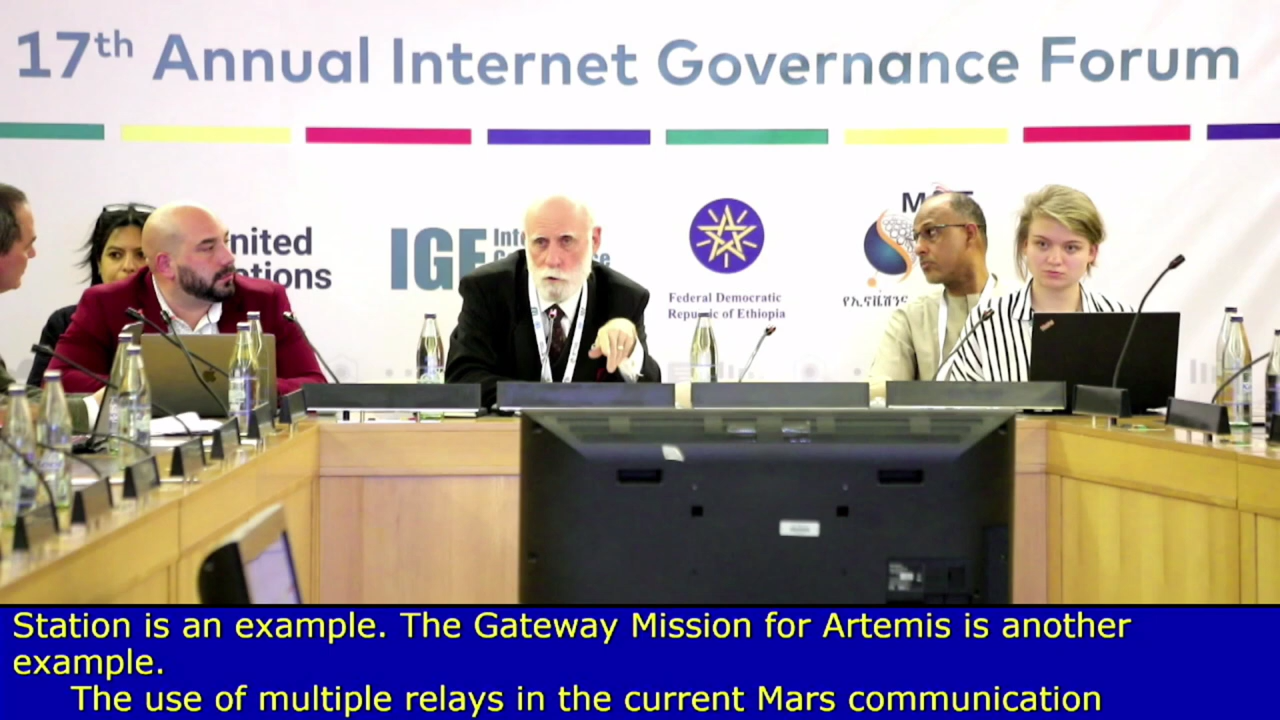 17th Annual Internet Governance Forum
nited
tions
IGF
Federal Democratic
of Ethiopia
Station is an example. The Gateway Mission for Artemis is another
example.
The use of multiple relays in the current Mars communication